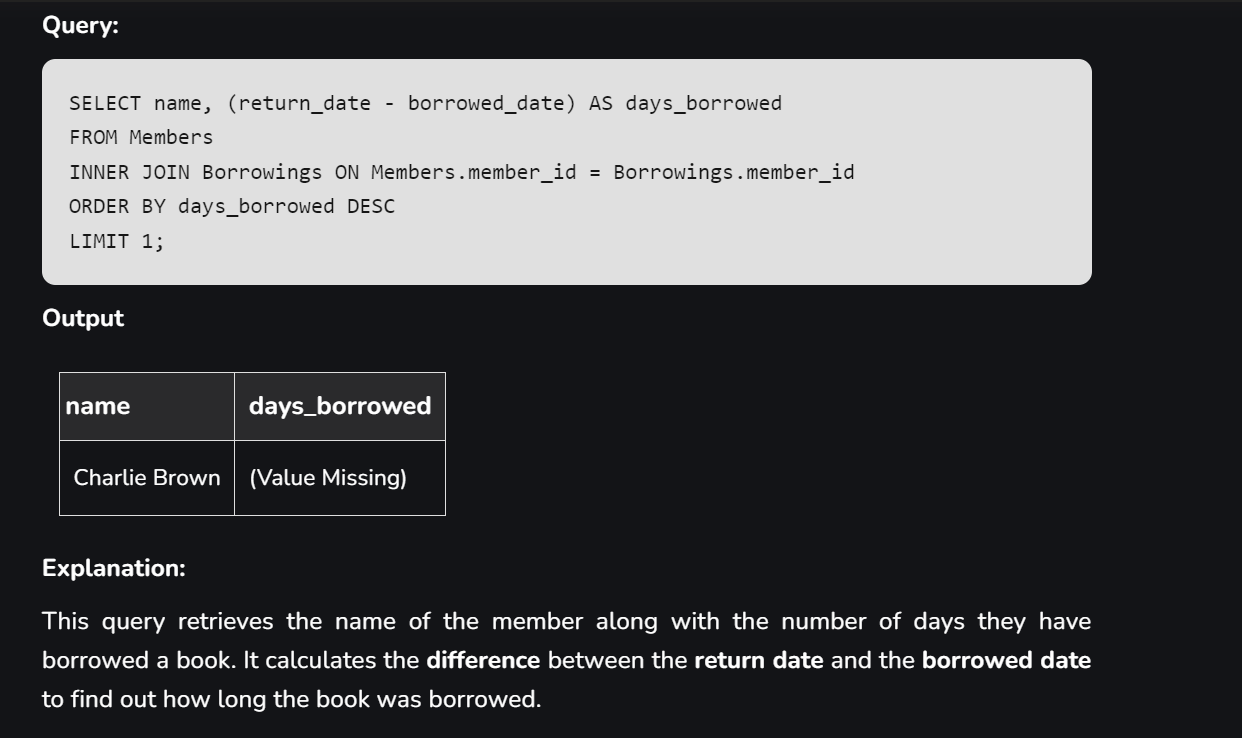 Query:
SELECT name, (return_date - borrowed_date) AS days_borrowed
FROM Members
INNER JOIN Borrowings ON Members.member_id = Borrowings.member_id
ORDER BY days_borrowed DESC
LIMIT 1;
Output
name days_borrowed
Charlie Brown (Value Missing)
Explanation:
This query retrieves the name of the member along with the number of days they have
borrowed a book. It calculates the difference between the return date and the borrowed date
to find out how long the book was borrowed.